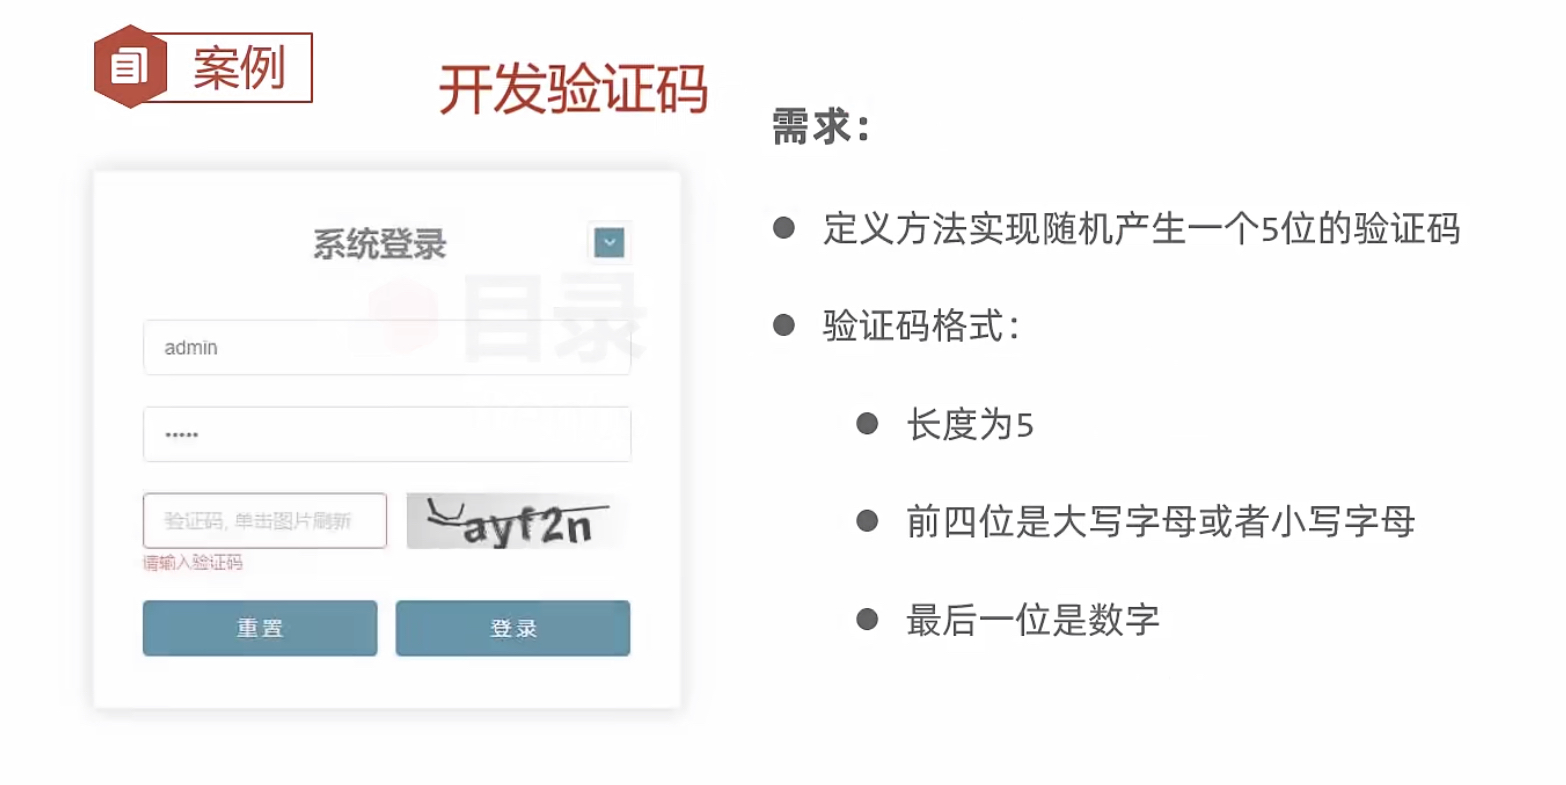 案例
开发验证码
系统登录
目录
admin
•••••
验证码, 单击图片刷新
ayf2n
请输入验证码
重置
登录
需求：
● 定义方法实现随机产生一个5位的验证码
● 验证码格式：
● 长度为5
● 前四位是大写字母或者小写字母
● 最后一位是数字